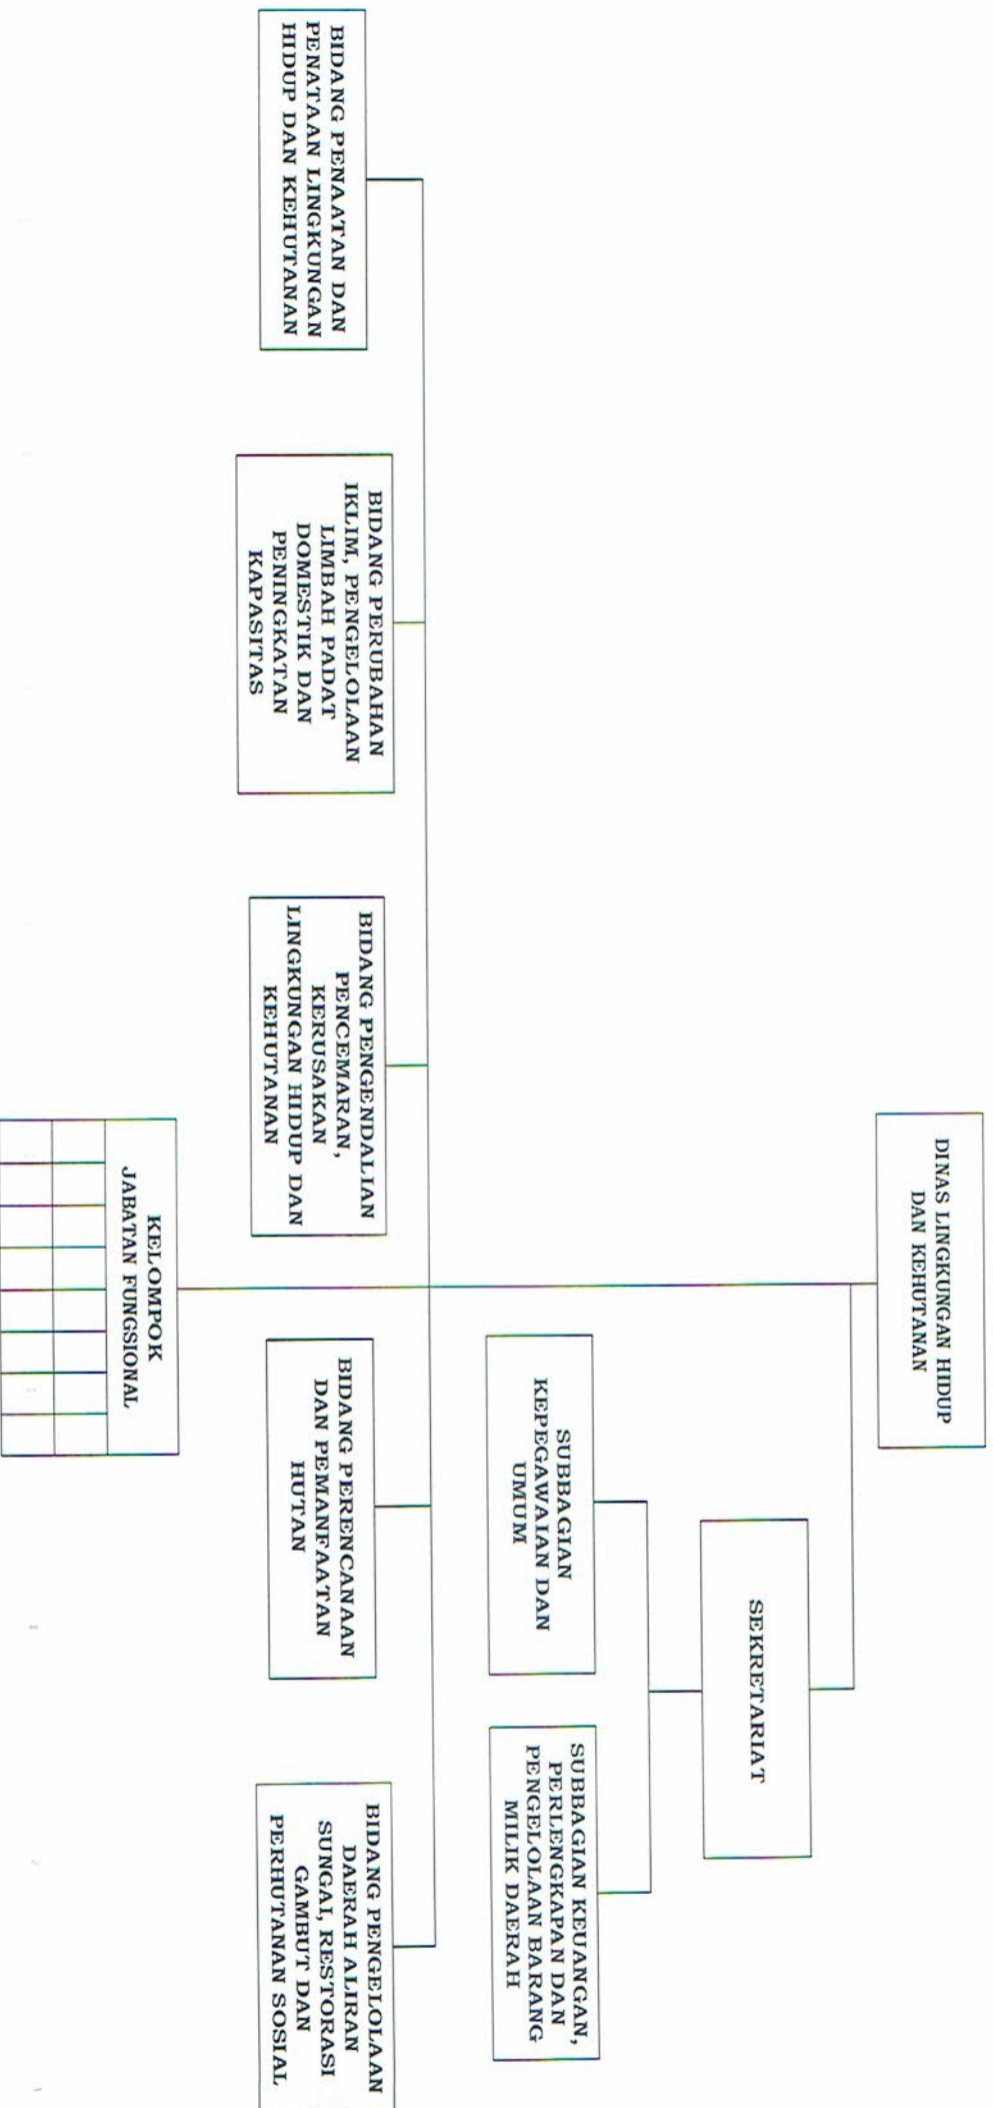 DINAS LINGKUNGAN HIDUP
DAN KEHUTANAN
SEKRETARIAT
SUBBAGIAN
KEPEGAWAIAN DAN
UMUM
SUBBAGIAN KEUANGAN,
PERLENGKAPAN DAN
PENGELOLAAN BARANG
MILIK DAERAH
BIDANG PENAATAN DAN
PENATAAN LINGKUNGAN
HIDUP DAN KEHUTANAN
BIDANG PERUBAHAN
IKLIM, PENGELOLAAN
LIMBAH PADAT
DOMESTIK DAN
PENINGKATAN
KAPASITAS
BIDANG PENGENDALIAN
PENCEMARAN,
KERUSAKAN
LINGKUNGAN HIDUP DAN
KEHUTANAN
BIDANG PERENCANAAN
DAN PEMANFAATAN
HUTAN
BIDANG PENGELOLAAN
DAERAH ALIRAN
SUNGAI, RESTORASI
GAMBUT DAN
PERHUTANAN SOSIAL
KELOMPOK
JABATAN FUNGSIONAL